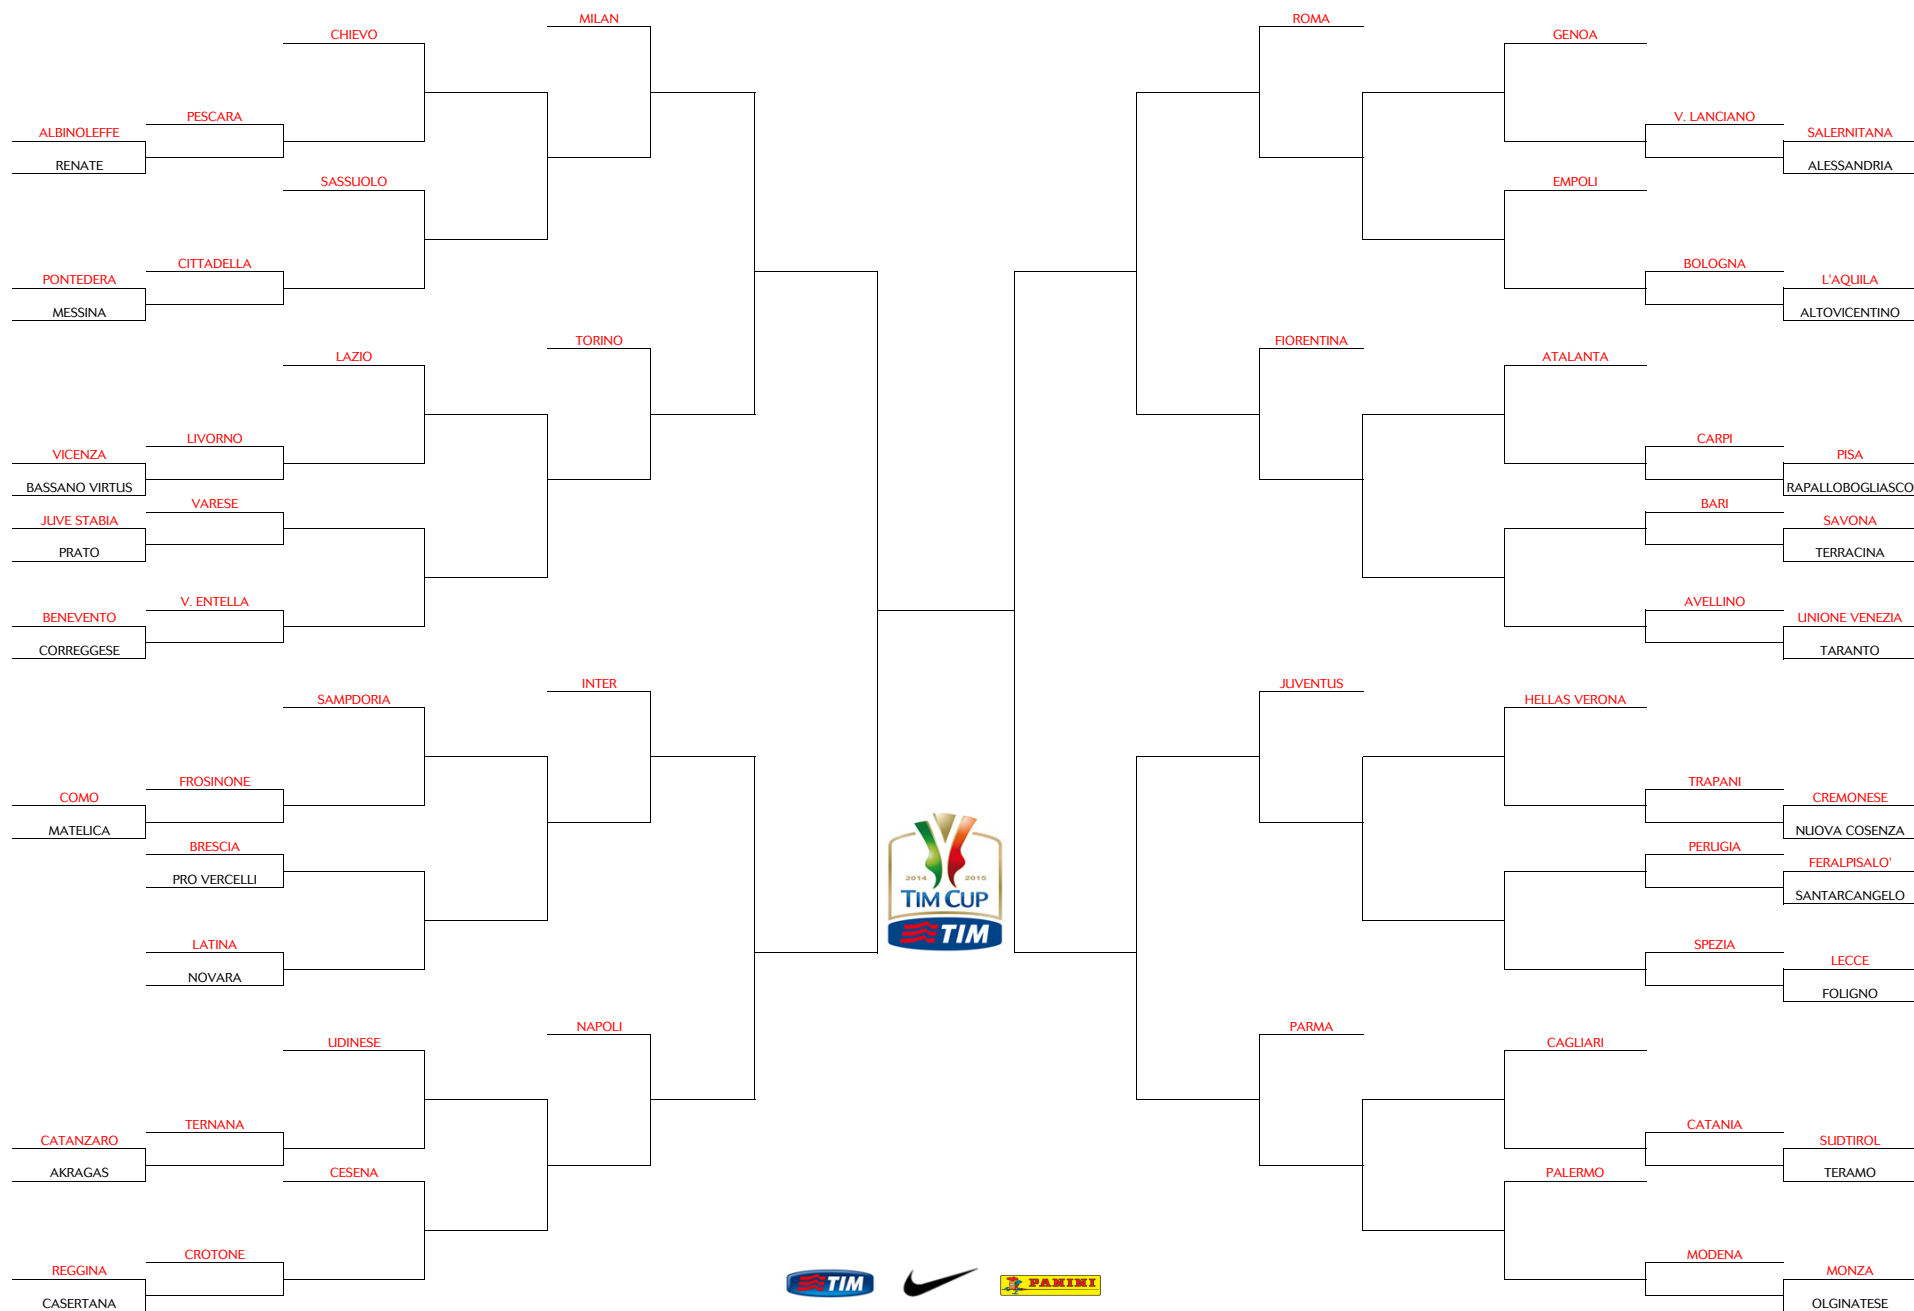 MILAN
CHIEVO
PESCARA
ALBINOLEFFE
RENATE
SASSUOLO
CITTADELLA
PONTEDERA
MESSINA
TORINO
LAZIO
LIVORNO
VICENZA
BASSANO VIRTUS
VARESE
JUVE STABIA
PRATO
V. ENTELLA
BENEVENTO
CORREGGESE
INTER
SAMPDORIA
FROSINONE
COMO
MATELICA
BRESCIA
PRO VERCELLI
LATINA
NOVARA
NAPOLI
UDINESE
TERNANA
CATANZARO
AKRAGAS
CESENA
CROTONE
REGGINA
CASERTANA
ROMA
GENOA
V. LANCIANO
SALERNITANA
ALESSANDRIA
EMPOLI
BOLOGNA
L'AQUILA
ALTOVICENTINO
FIORENTINA
ATALANTA
CARPI
PISA
RAPALLOBOGLIASCO
BARI
SAVONA
TERRACINA
AVELLINO
UNIONE VENEZIA
TARANTO
JUVENTUS
HELLAS VERONA
TRAPANI
CREMONESE
NUOVA COSENZA
PERUGIA
FERALPISALO'
SANTARCANGELO
SPEZIA
LECCE
FOLIGNO
PARMA
CAGLIARI
CATANIA
SUDTIROL
TERAMO
PALERMO
MODENA
MONZA
OLGINATESE
2014 2015
TIM CUP
TIM
TIM
PANINI